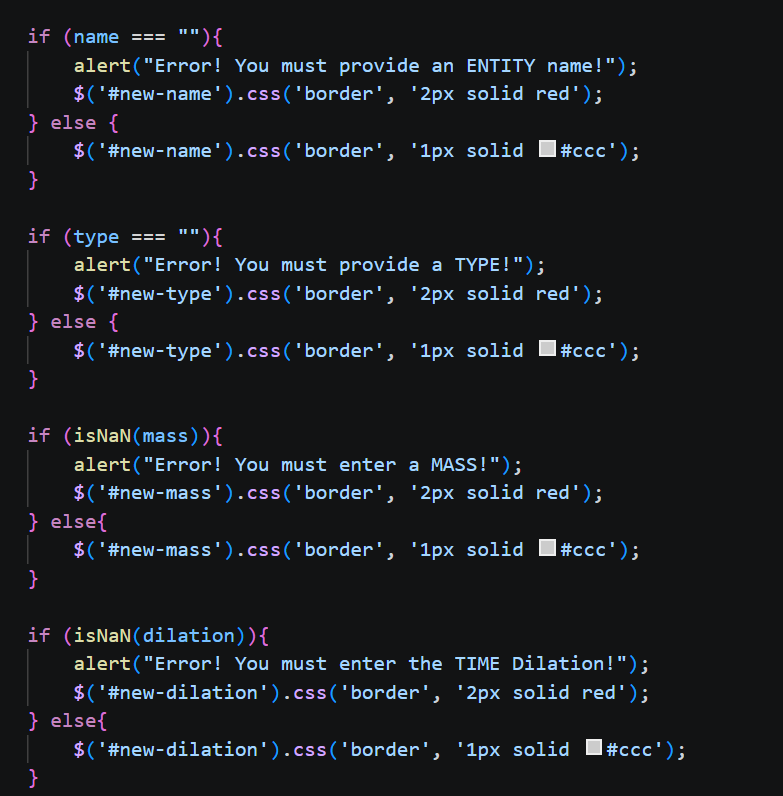 if (name === ""){
    alert("Error! You must provide an ENTITY name!");
    $('#new-name').css('border', '2px solid red');
} else {
    $('#new-name').css('border', '1px solid #ccc');
}

if (type === ""){
    alert("Error! You must provide a TYPE!");
    $('#new-type').css('border', '2px solid red');
} else {
    $('#new-type').css('border', '1px solid #ccc');
}

if (isNaN(mass)){
    alert("Error! You must enter a MASS!");
    $('#new-mass').css('border', '2px solid red');
} else{
    $('#new-mass').css('border', '1px solid #ccc');
}

if (isNaN(dilation)){
    alert("Error! You must enter the TIME Dilation!");
    $('#new-dilation').css('border', '2px solid red');
} else{
    $('#new-dilation').css('border', '1px solid #ccc');
}